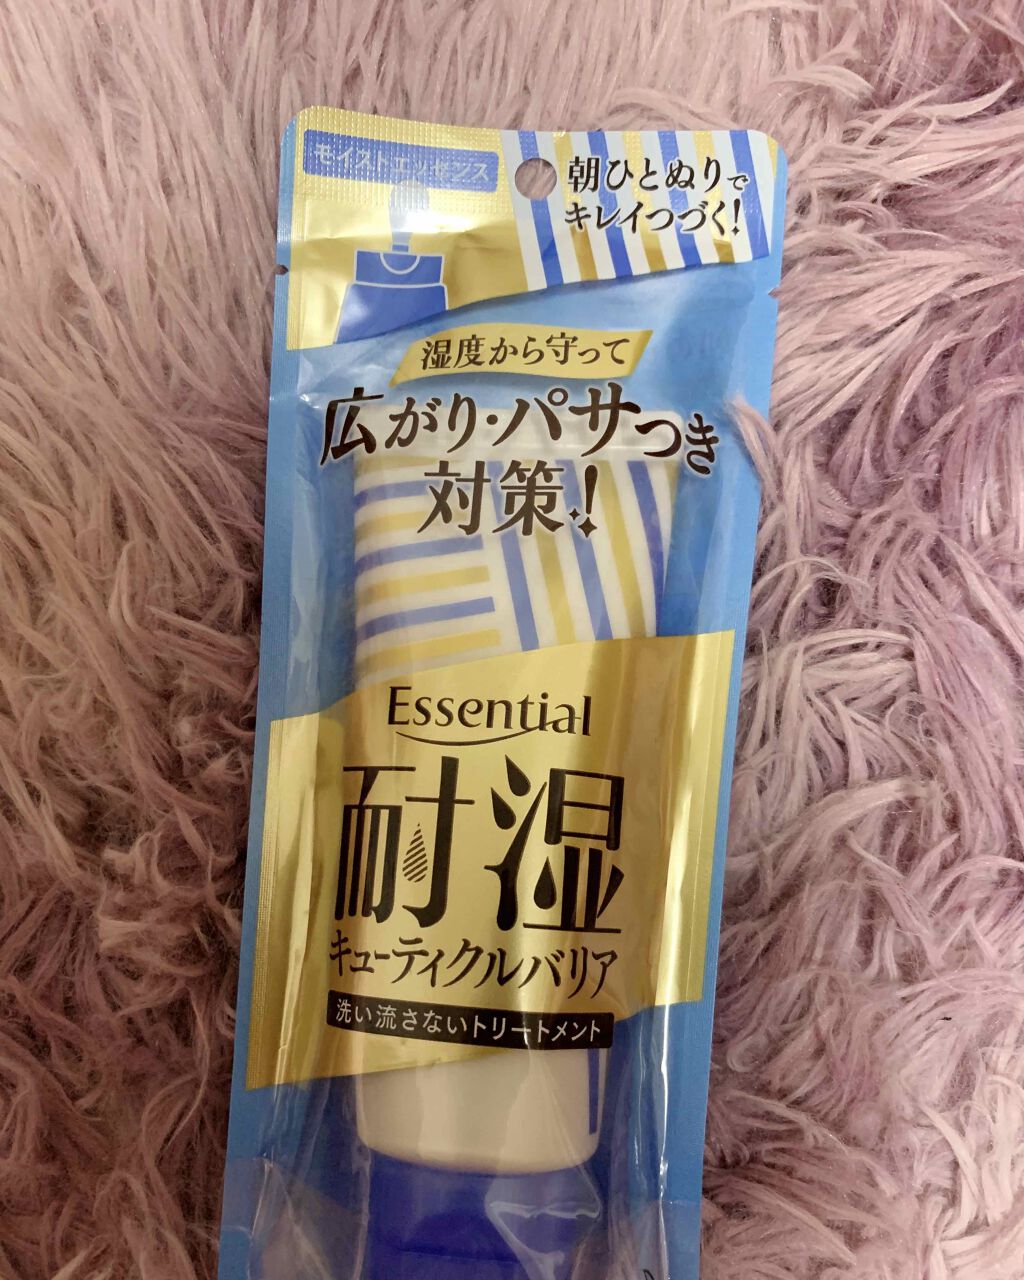 モイストエッセンス
朝ひとぬりで
キレイつづく!
湿度から守って
広がり・パサつき
対策!
Essential
耐湿
キューティクルバリア
洗い流さないトリートメント